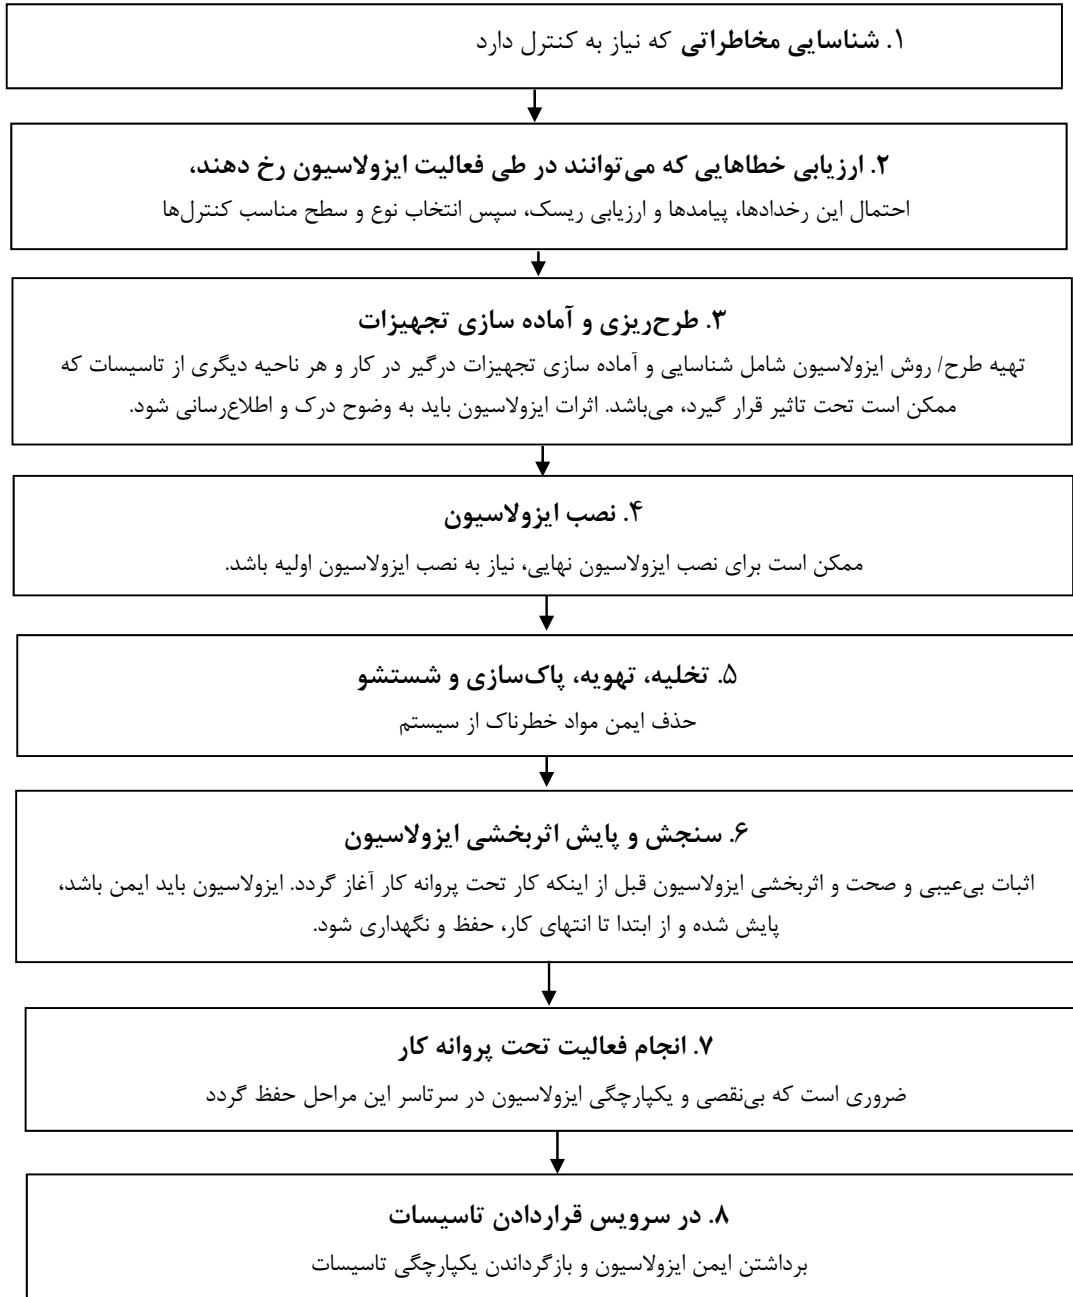 ۱. شناسایی مخاطراتی که نیاز به کنترل دارد
۲. ارزیابی خطاهایی که می‌توانند در طی فعالیت ایزولاسیون رخ دهند،
احتمال این رخدادها، پیامدها و ارزیابی ریسک، سپس انتخاب نوع و سطح مناسب کنترل‌ها
۳. طرح‌ریزی و آماده سازی تجهیزات
تهیه طرح/ روش ایزولاسیون شامل شناسایی و آماده سازی تجهیزات درگیر در کار و هر ناحیه دیگری از تاسیسات که
ممکن است تحت تاثیر قرار گیرد، می‌باشد. اثرات ایزولاسیون باید به وضوح درک و اطلاع‌رسانی شود.
۴. نصب ایزولاسیون
ممکن است برای نصب ایزولاسیون نهایی، نیاز به نصب ایزولاسیون اولیه باشد.
۵. تخلیه، تهویه، پاک‌سازی و شستشو
حذف ایمن مواد خطرناک از سیستم
۶. سنجش و پایش اثربخشی ایزولاسیون
اثبات بی‌عیبی و صحت و اثربخشی ایزولاسیون قبل از اینکه کار تحت پروانه کار آغاز گردد. ایزولاسیون باید ایمن باشد،
پایش شده و از ابتدا تا انتهای کار، حفظ و نگهداری شود.
۷. انجام فعالیت تحت پروانه کار
ضروری است که بی‌نقصی و یکپارچگی ایزولاسیون در سرتاسر این مراحل حفظ گردد
۸. در سرویس قراردادن تاسیسات
برداشتن ایمن ایزولاسیون و بازگرداندن یکپارچگی تاسیسات